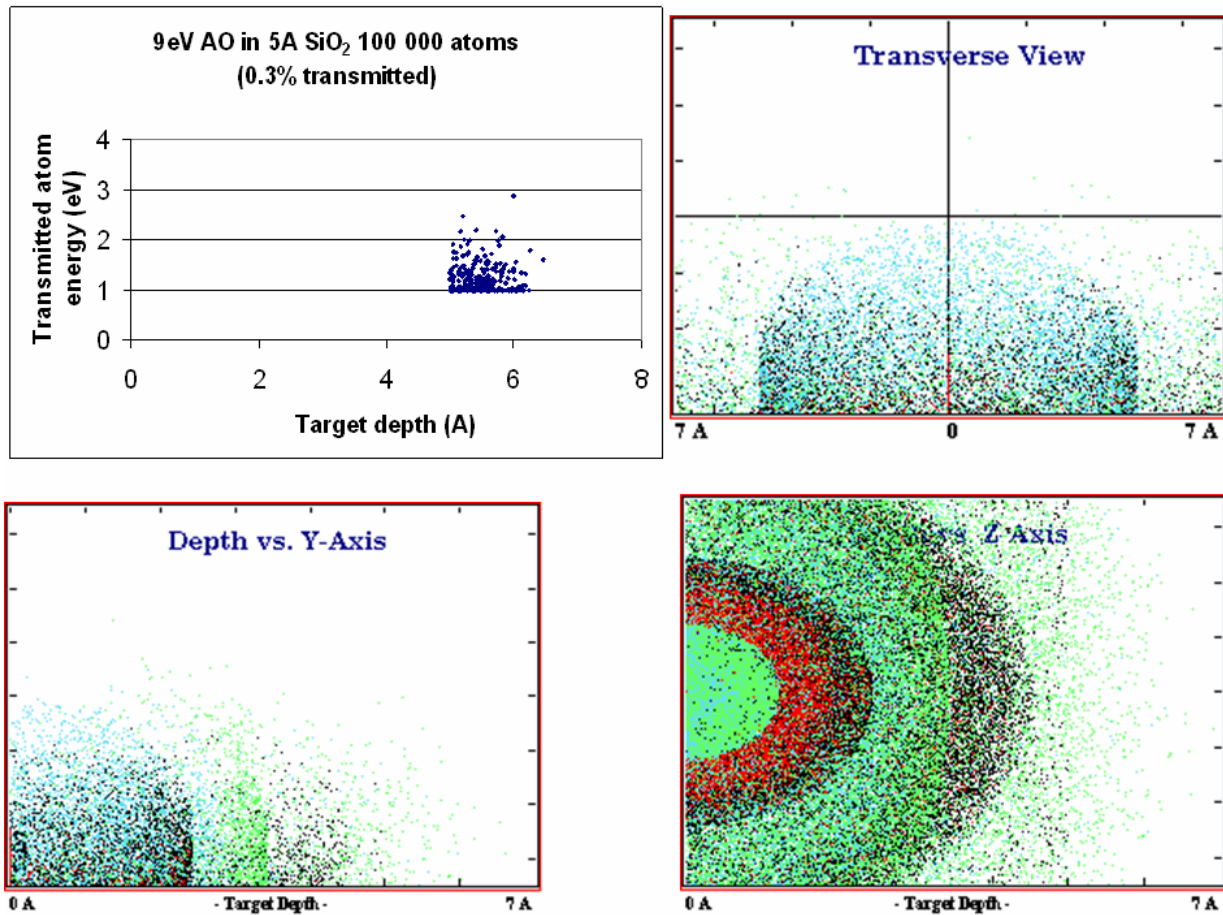 9eV AO in 5A SiO₂ 100 000 atoms
(0.3% transmitted)
Transmitted atom
energy (eV)
4
3
2
1
0
0 2 4 6 8
Target depth (A)
Transverse View
7 A 0 7 A
Depth vs. Y-Axis
0 A - Target Depth - 7 A
vs. Z-Axis
0 A - Target Depth - 7 A